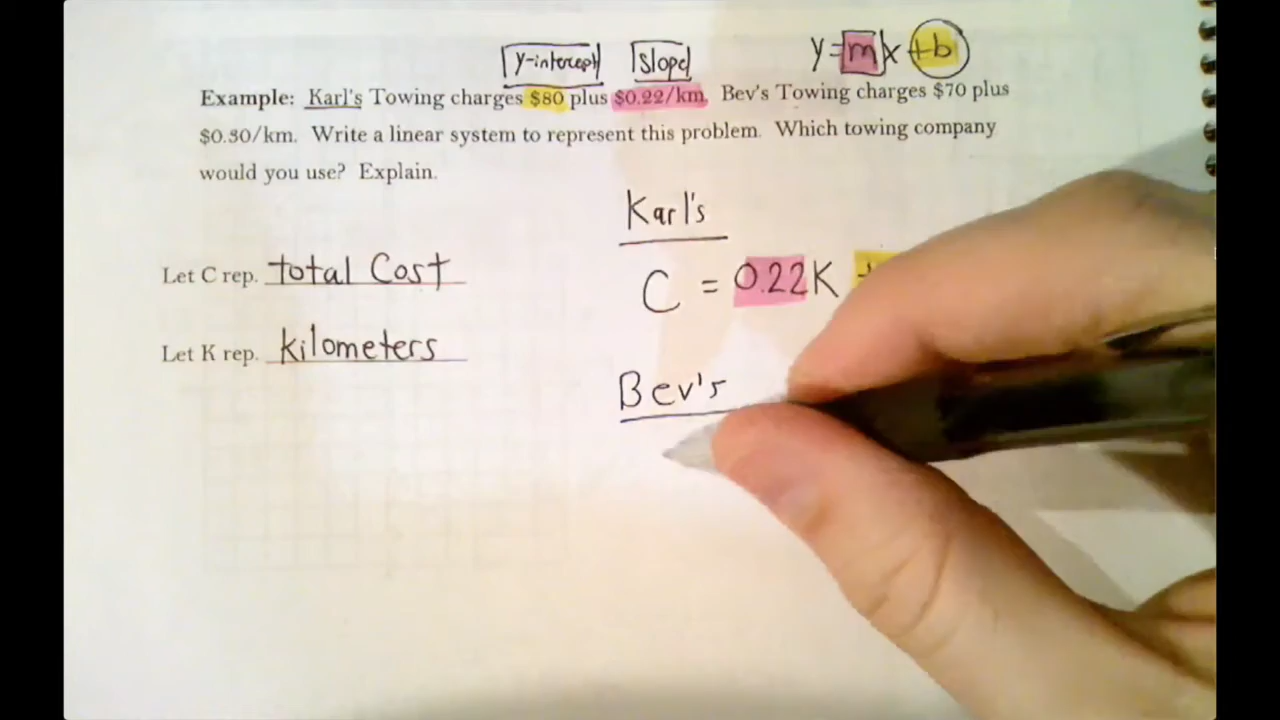 y-intercept slope y=mx+b
Example: Karl's Towing charges $80 plus $0.22/km. Bev's Towing charges $70 plus
$0.30/km. Write a linear system to represent this problem. Which towing company
would you use? Explain.
Karl's
Let C rep. total Cost
C = 0.22K +
Let K rep. kilometers
Bev's